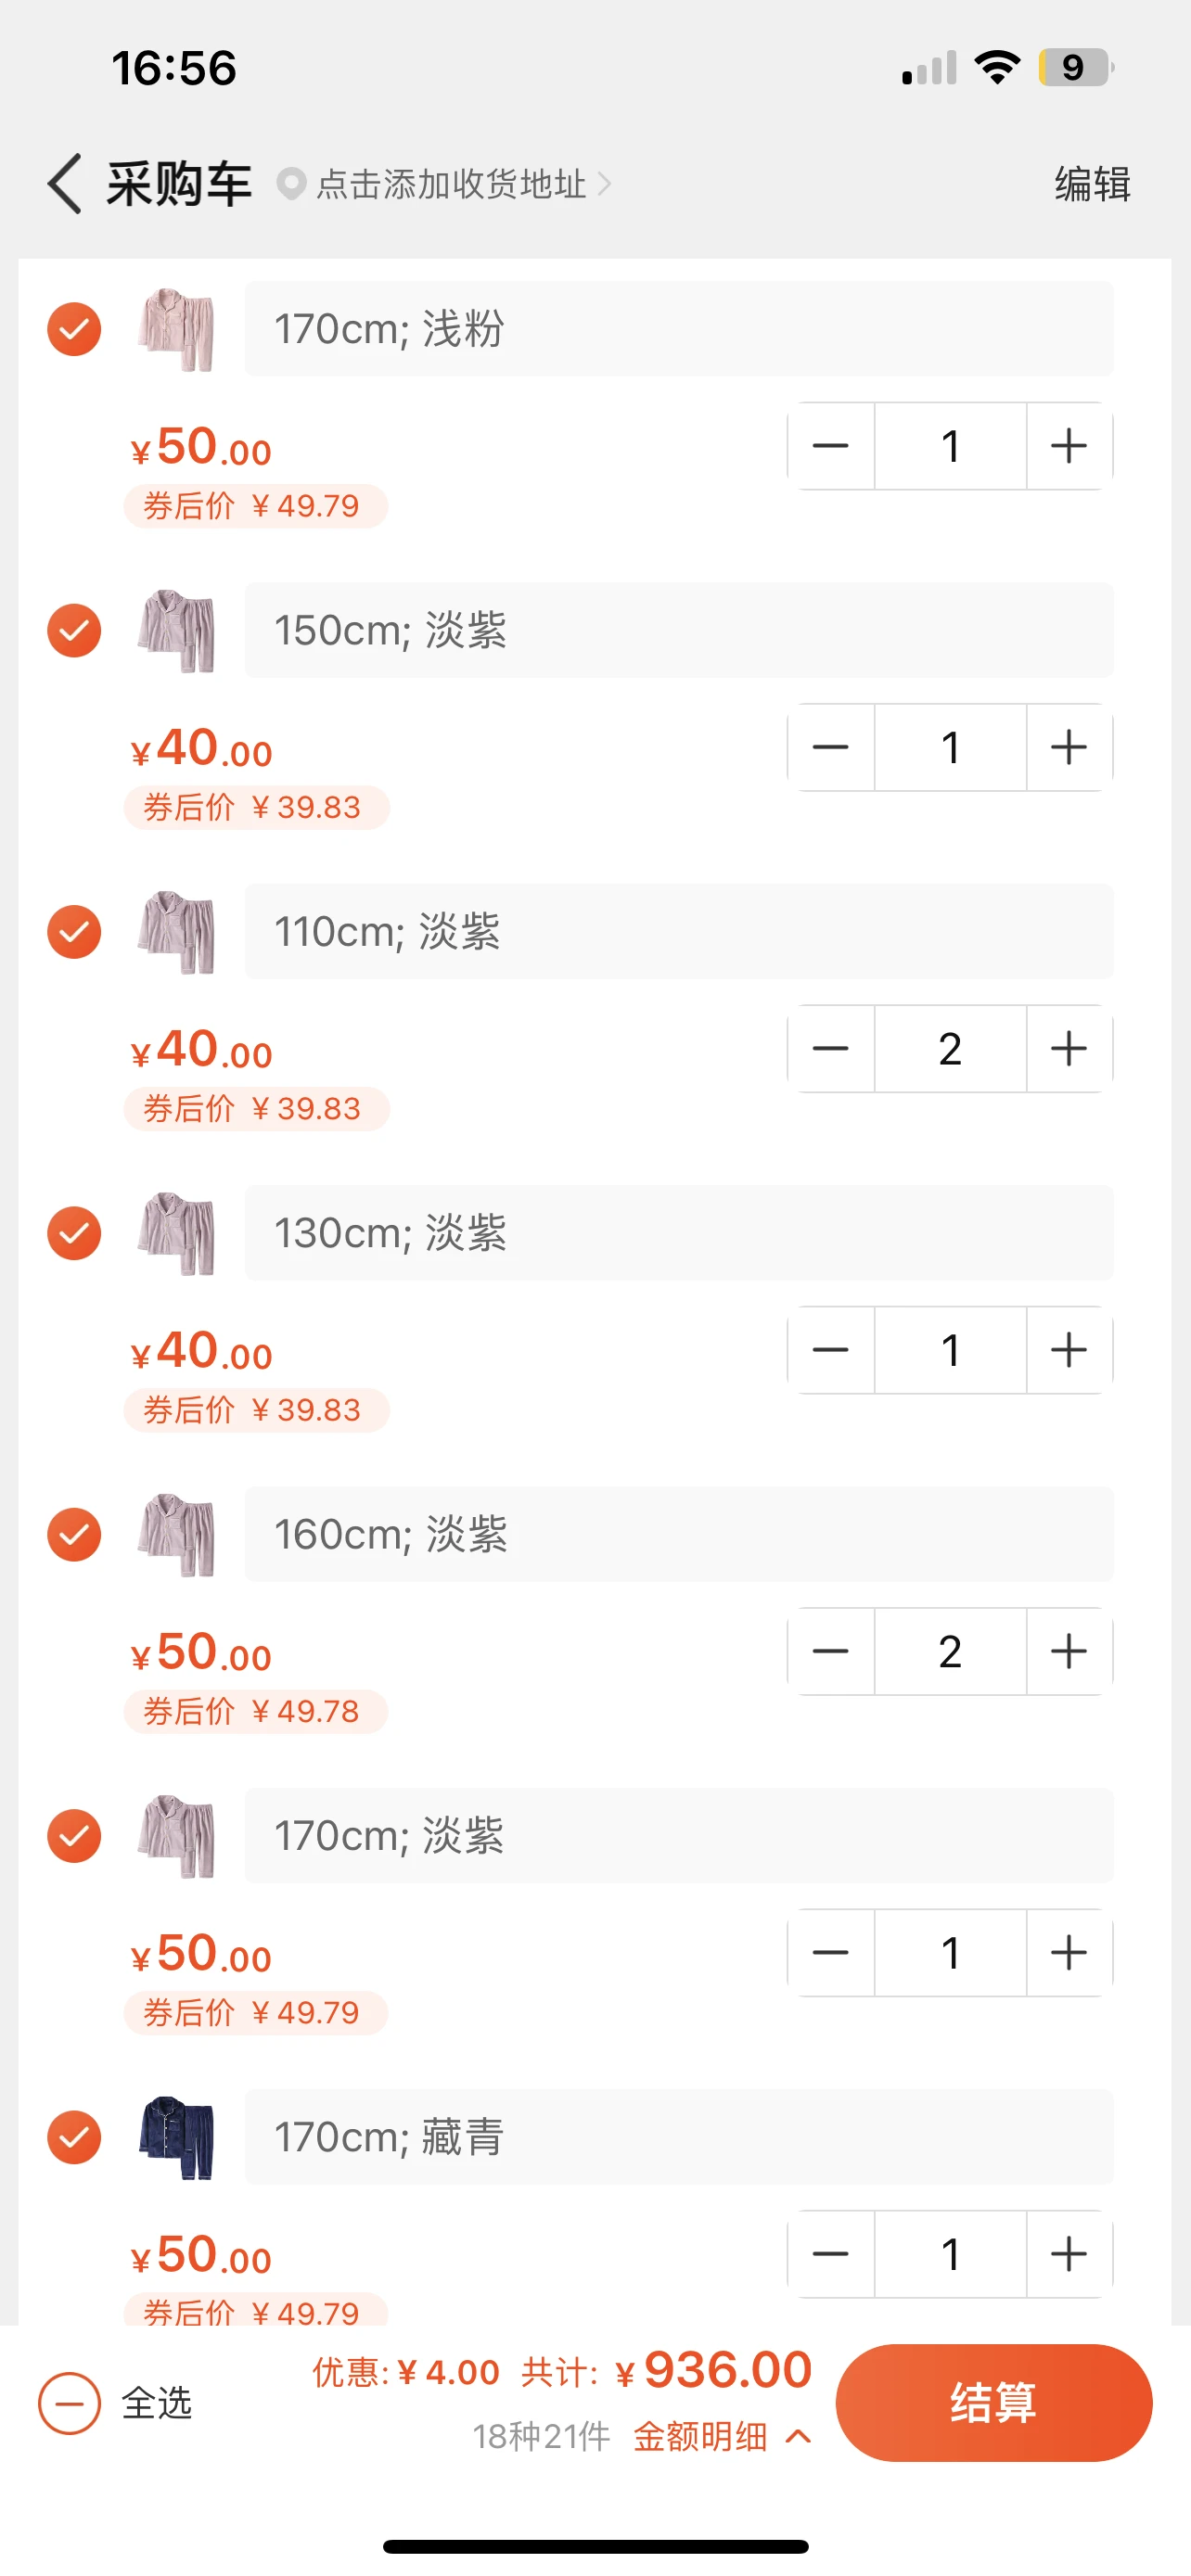 16:56
9
采购车 点击添加收货地址 编辑
170cm; 浅粉
¥50.00 1
券后价 ¥49.79
150cm; 淡紫
¥40.00 1
券后价 ¥39.83
110cm; 淡紫
¥40.00 2
券后价 ¥39.83
130cm; 淡紫
¥40.00 1
券后价 ¥39.83
160cm; 淡紫
¥50.00 2
券后价 ¥49.78
170cm; 淡紫
¥50.00 1
券后价 ¥49.79
170cm; 藏青
¥50.00 1
券后价 ¥49.79
全选 优惠:¥4.00 共计: ¥936.00 结算
18种21件 金额明细